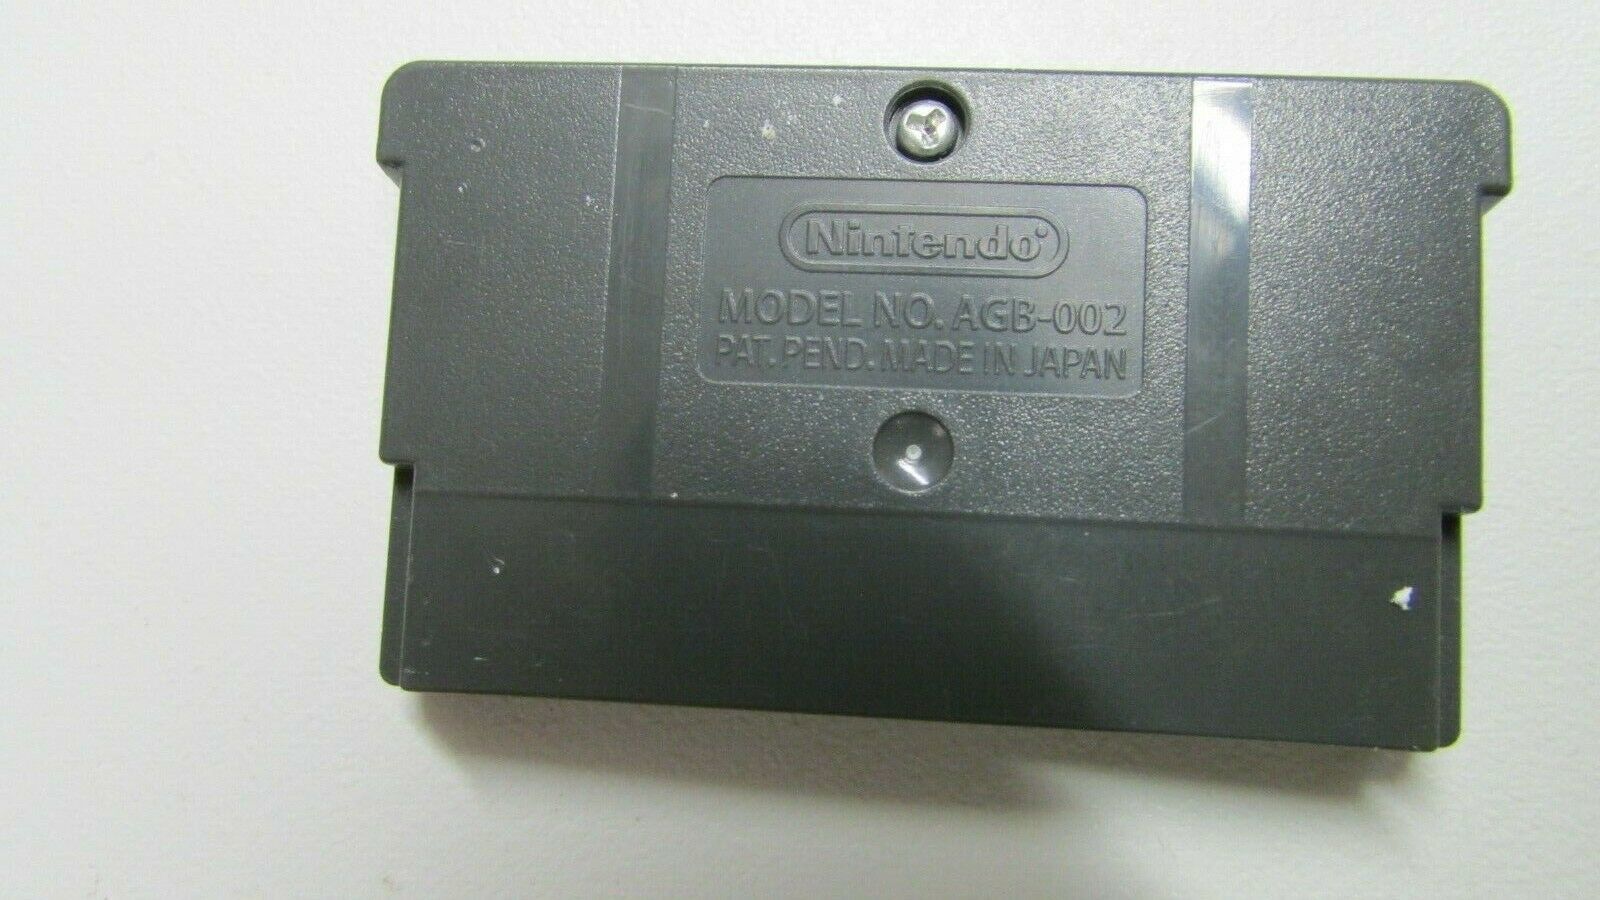 Nintendo
MODEL NO. AGB-002
PAT. PEND. MADE IN JAPAN